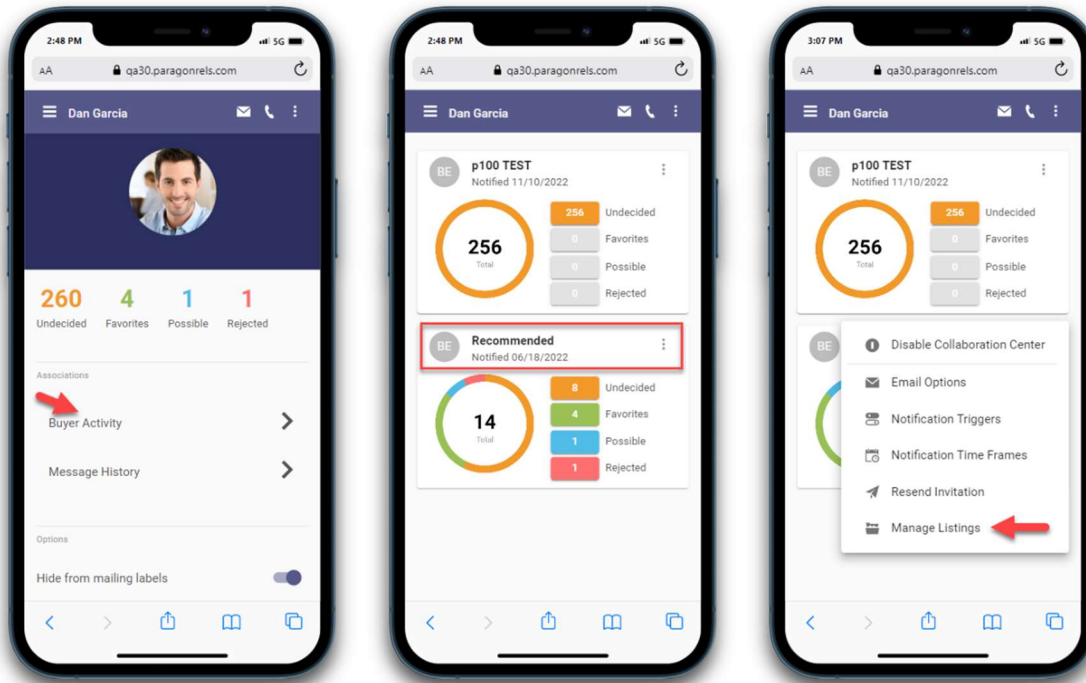 2:48 PM
5G
AA
qa30.paragonrels.com
Dan Garcia
260
4
1
1
Undecided
Favorites
Possible
Rejected
Associations
Buyer Activity
Message History
Options
Hide from mailing labels
2:48 PM
5G
AA
qa30.paragonrels.com
Dan Garcia
BE
p100 TEST
Notified 11/10/2022
256
Total
256 Undecided
0 Favorites
0 Possible
0 Rejected
BE
Recommended
Notified 06/18/2022
14
Total
8 Undecided
4 Favorites
1 Possible
1 Rejected
3:07 PM
5G
AA
qa30.paragonrels.com
Dan Garcia
BE
p100 TEST
Notified 11/10/2022
256
Total
256 Undecided
0 Favorites
0 Possible
0 Rejected
BE
Disable Collaboration Center
Email Options
Notification Triggers
Notification Time Frames
Resend Invitation
Manage Listings